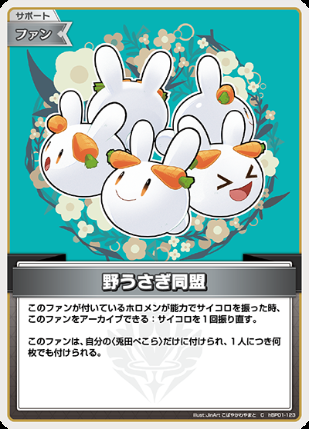 サポート
ファン
野うさぎ同盟
このファンが付いているホロメンが能力でサイコロを振った時、
このファンをアーカイブできる：サイコロを1回振り直す。
このファンは、自分の〈兎田ぺこら〉だけに付けられ、1人につき何
枚でも付けられる。
Illust:JinArt こばやかわやまと C hSP01-123